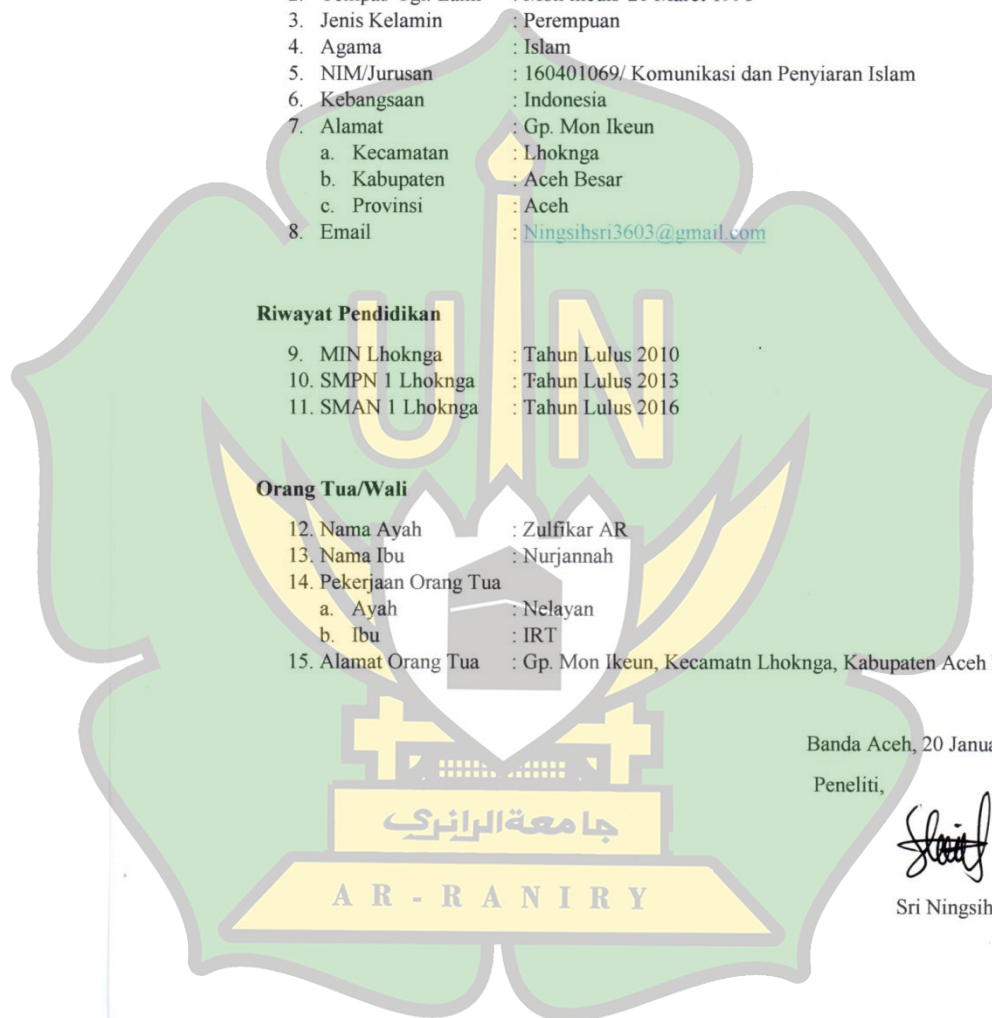 3. Jenis Kelamin : Perempuan
4. Agama : Islam
5. NIM/Jurusan : 160401069/ Komunikasi dan Penyiaran Islam
6. Kebangsaan : Indonesia
7. Alamat : Gp. Mon Ikeun
a. Kecamatan : Lhoknga
b. Kabupaten : Aceh Besar
c. Provinsi : Aceh
8. Email : Ningsihsri3603@gmail.com
Riwayat Pendidikan
9. MIN Lhoknga : Tahun Lulus 2010
10. SMPN 1 Lhoknga : Tahun Lulus 2013
11. SMAN 1 Lhoknga : Tahun Lulus 2016
Orang Tua/Wali
12. Nama Ayah : Zulfikar AR
13. Nama Ibu : Nurjannah
14. Pekerjaan Orang Tua
a. Ayah : Nelayan
b. Ibu : IRT
15. Alamat Orang Tua : Gp. Mon Ikeun, Kecamatn Lhoknga, Kabupaten Aceh
Banda Aceh, 20 Janua
Peneliti,
Sri Ningsih
UIN
جامعة الرانري
AR-RANIRY